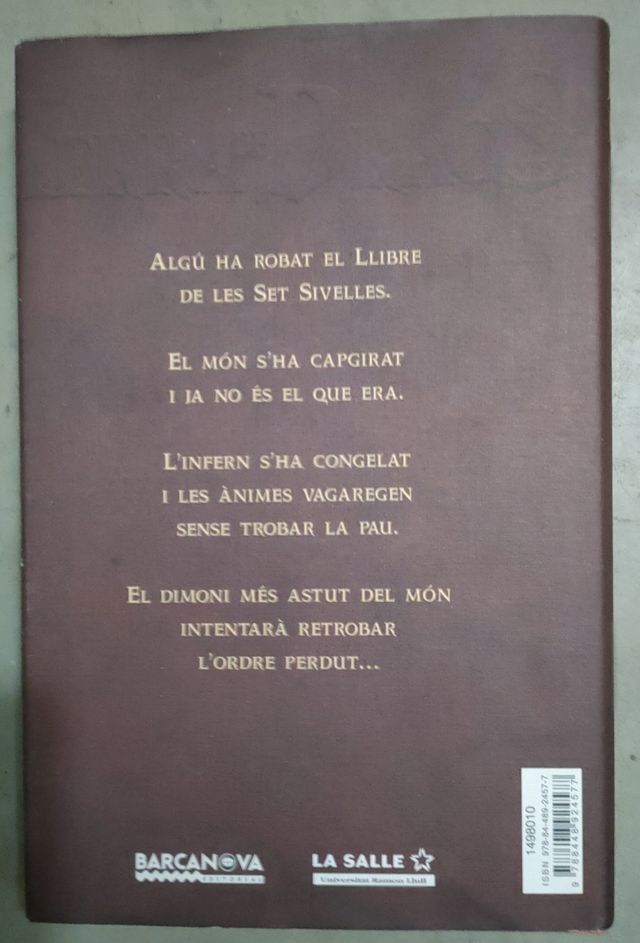 ALGÚ HA ROBAT EL LLIBRE
DE LES SET SIVELLES.
EL MÓN S'HA CAPGIRAT
I JA NO ÉS EL QUE ERA.
L'INFERN S'HA CONGELAT
I LES ÀNIMES VAGAREGEN
SENSE TROBAR LA PAU.
EL DIMONI MÉS ASTUT DEL MÓN
INTENTARÀ RETROBAR
L'ORDRE PERDUT...
BARCANOVA
EDITORIAL
LA SALLE
Universitat Ramon Llull
1498010
ISBN 978-84-489-2457-7
9 788448 924577